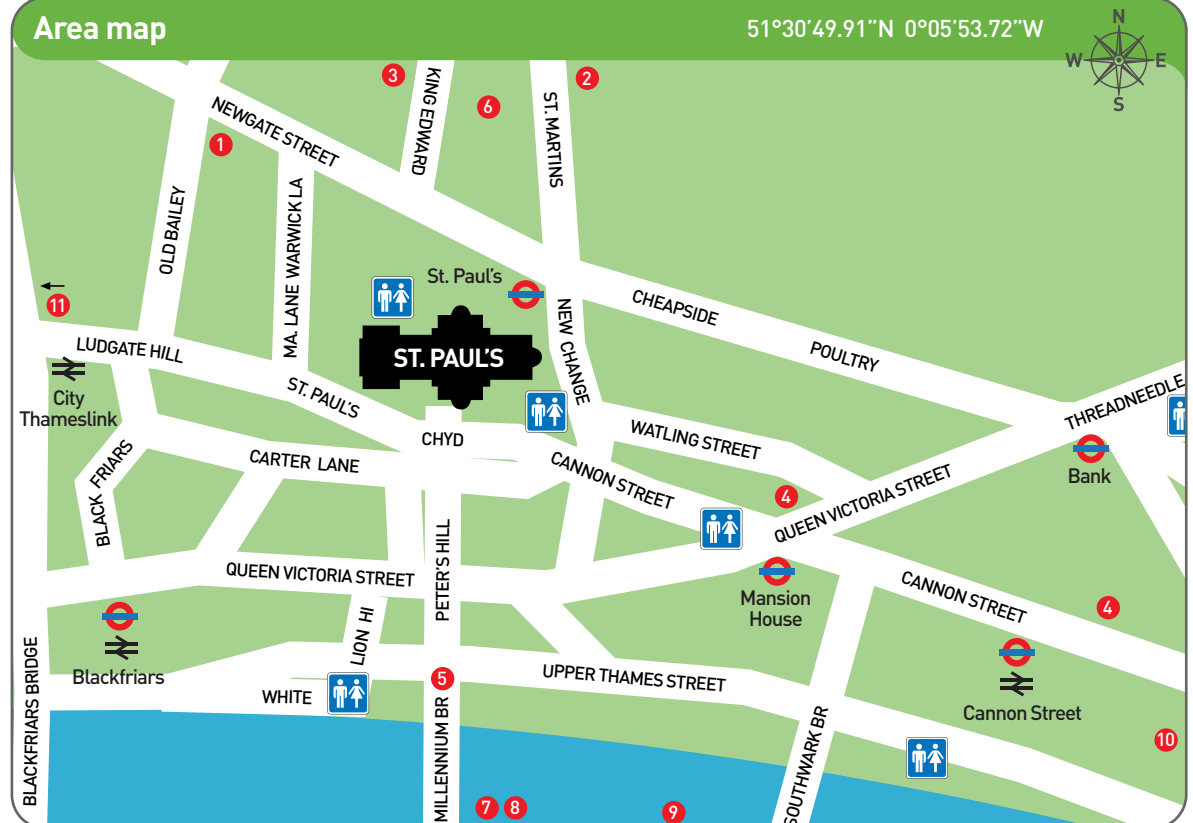 Area map
51°30’49.91”N 0°05’53.72”W
N
W E
S
3
2
6
KING EDWARD
ST. MARTINS
NEWGATE STREET
1
OLD BAILEY
MA. LANE WARWICK LA
St. Paul's
11
NEW CHANGE
CHEAPSIDE
POULTRY
LUDGATE HILL
ST. PAUL'S
City
Thameslink
ST. PAUL'S
CHYD
WATLING STREET
THREADNEEDLE
Bank
BLACK FRIARS
CARTER LANE
CANNON STREET
4
QUEEN VICTORIA STREET
QUEEN VICTORIA STREET
PETER'S HILL
Mansion
House
CANNON STREET
4
LION HI
Blackfriars
BLACKFRIARS BRIDGE
5
UPPER THAMES STREET
WHITE
Cannon Street
10
MILLENNIUM BR
SOUTHWARK BR
7
8
9